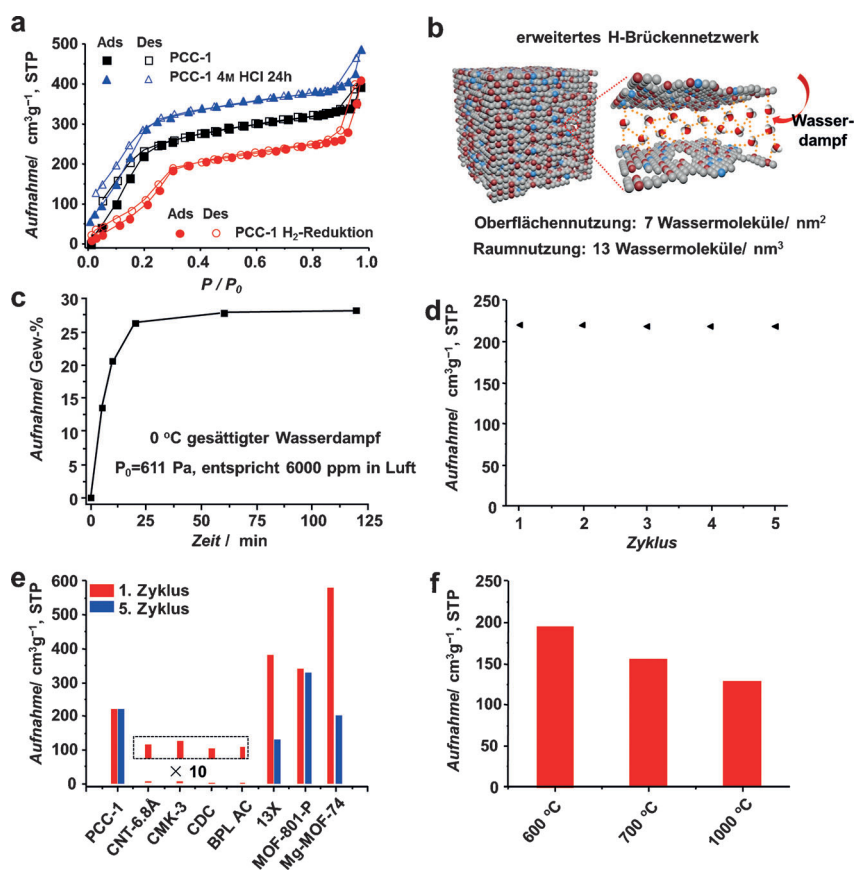 a
Ads Des
PCC-1
PCC-1 4M HCl 24h
Ads Des
PCC-1 H₂-Reduktion
500
400
300
200
100
0
Aufnahme/ cm³g⁻¹, STP
0.0 0.2 0.4 0.6 0.8 1.0
P / P₀
b
erweitertes H-Brückennetzwerk
Wasser-
dampf
Oberflächennutzung: 7 Wassermoleküle/ nm²
Raumnutzung: 13 Wassermoleküle/ nm³
c
30
25
20
15
10
5
0
Aufnahme/ Gew-%
0 °C gesättigter Wasserdampf
P₀=611 Pa, entspricht 6000 ppm in Luft
0 25 50 75 100 125
Zeit / min
d
250
200
150
100
50
0
Aufnahme/ cm³g⁻¹, STP
1 2 3 4 5
Zyklus
e
1. Zyklus
5. Zyklus
600
500
400
300
200
100
0
Aufnahme/ cm³g⁻¹, STP
× 10
PCC-1
CNT-6.8Å
CMK-3
CDC
BPL AC
13X
MOF-801-P
Mg-MOF-74
f
250
200
150
100
50
0
Aufnahme/ cm³g⁻¹, STP
600 °C
700 °C
1000 °C